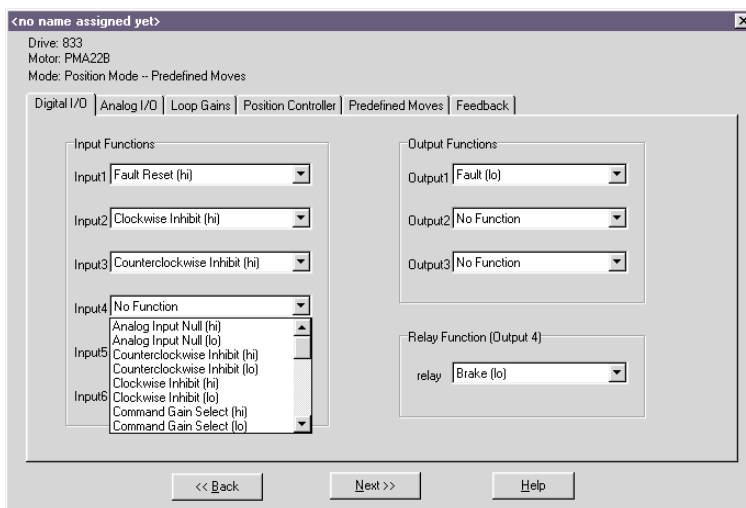 <no name assigned yet>
Drive: 833
Motor: PMA22B
Mode: Position Mode -- Predefined Moves
Digital I/O
Analog I/O
Loop Gains
Position Controller
Predefined Moves
Feedback
Input Functions
Input1 Fault Reset (hi)
Input2 Clockwise Inhibit (hi)
Input3 Counterclockwise Inhibit (hi)
Input4 No Function
Analog Input Null (hi)
Analog Input Null (lo)
Counterclockwise Inhibit (hi)
Counterclockwise Inhibit (lo)
Clockwise Inhibit (hi)
Clockwise Inhibit (lo)
Command Gain Select (hi)
Command Gain Select (lo)
Input5
Input6
Output Functions
Output1 Fault (lo)
Output2 No Function
Output3 No Function
Relay Function (Output 4)
relay Brake (lo)
<< Back
Next >>
Help